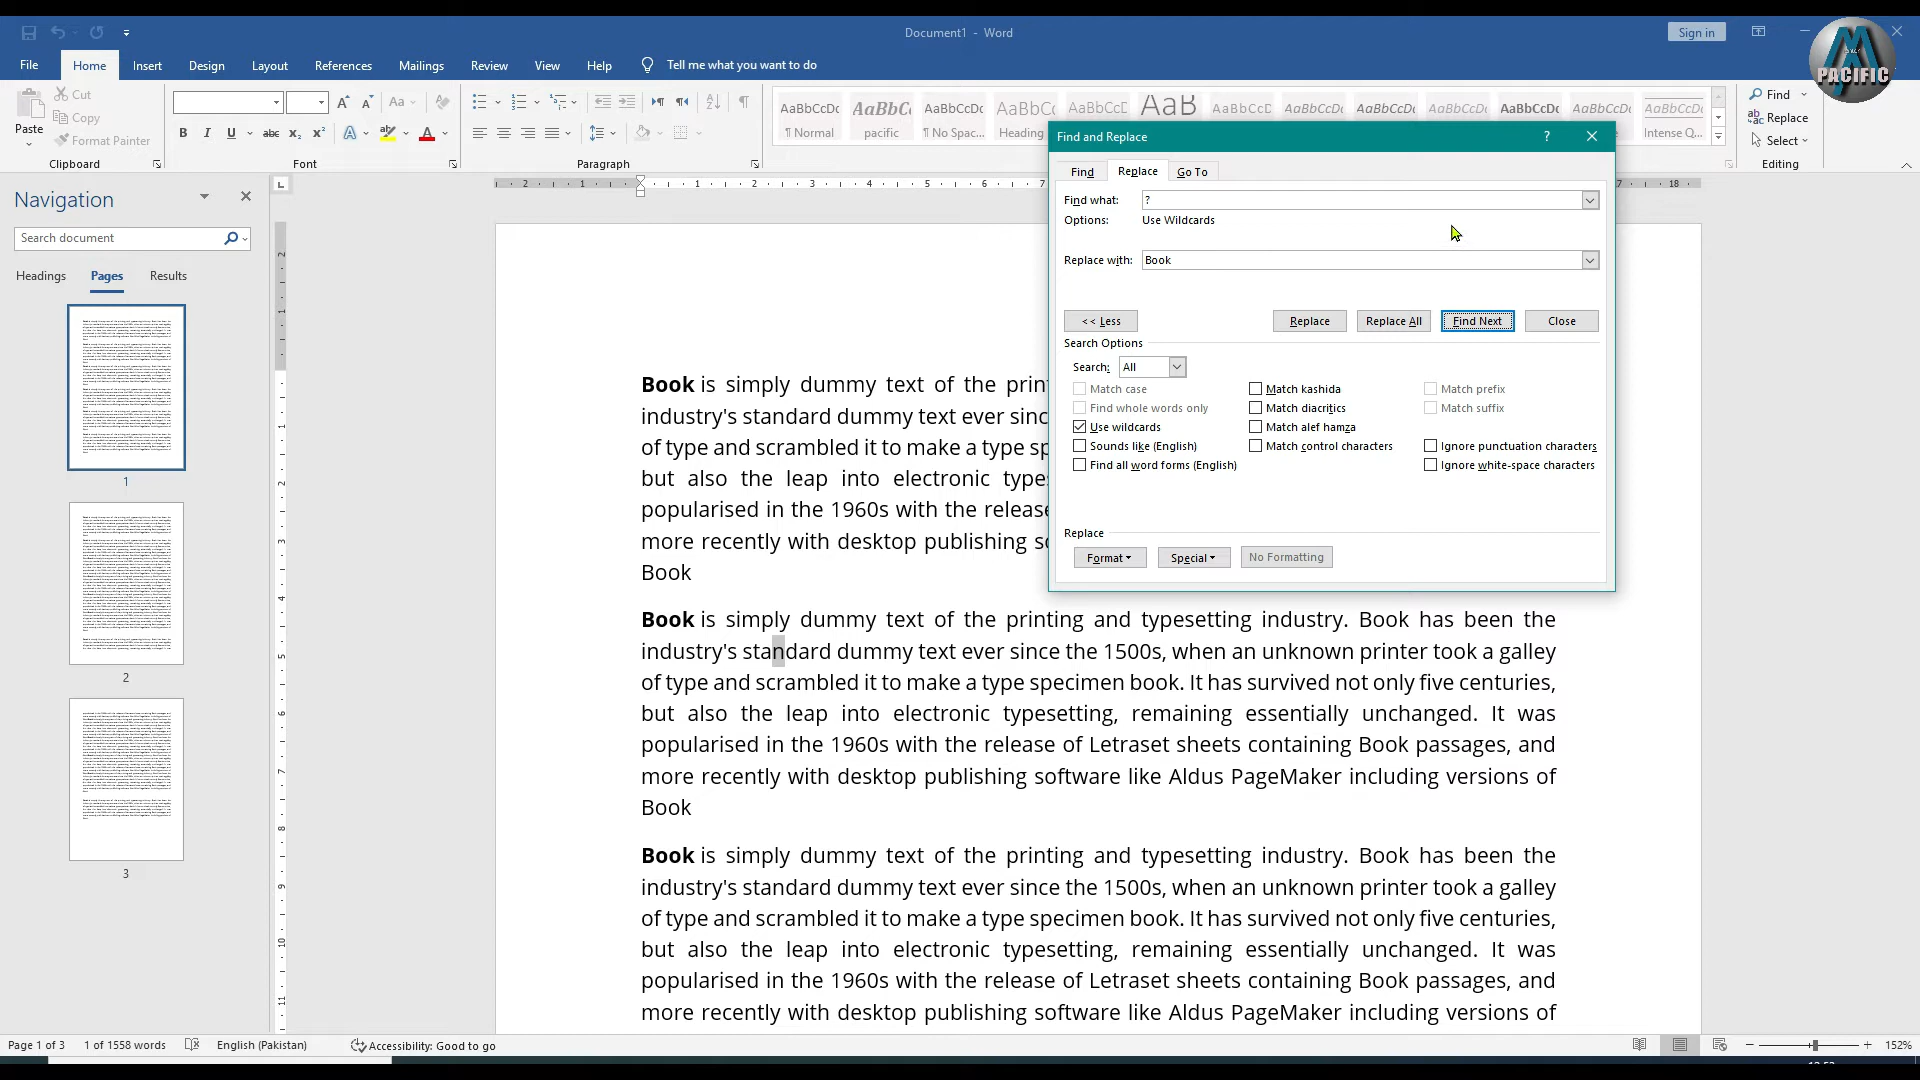 Document1 - Word
Sign in
PACIFIC
File Home Insert Design Layout References Mailings Review View Help Tell me what you want to do
Paste
Cut
Copy
Format Painter
Clipboard
Aa
B I U abc x₂ x² A A
Font
Paragraph
AaBbCcDc AaBbC AaBbCcDc AaBbC AaBbCcD AaB AaBbCcD AaBbCcDc AaBbCcDc AaBbCcDc AaBbCcDc AaBbCcDc AaBbCcDc
¶ Normal pacific ¶ No Spac... Heading Intense Q...
Find
Replace
Select
Editing
Navigation
Search document
Headings Pages Results
1
2
3
Find and Replace ?
Find Replace Go To
Find what: ?
Options: Use Wildcards
Replace with: Book
<< Less Replace Replace All Find Next Close
Search Options
Search: All
Match case Match kashida Match prefix
Find whole words only Match diacritics Match suffix
Use wildcards Match alef hamza
Sounds like (English) Match control characters Ignore punctuation characters
Find all word forms (English) Ignore white-space characters
Replace
Format Special No Formatting
Book is simply dummy text of the prin
industry's standard dummy text ever since
of type and scrambled it to make a type s
but also the leap into electronic type
popularised in the 1960s with the release
more recently with desktop publishing so
Book
Book is simply dummy text of the printing and typesetting industry. Book has been the
industry's standard dummy text ever since the 1500s, when an unknown printer took a galley
of type and scrambled it to make a type specimen book. It has survived not only five centuries,
but also the leap into electronic typesetting, remaining essentially unchanged. It was
popularised in the 1960s with the release of Letraset sheets containing Book passages, and
more recently with desktop publishing software like Aldus PageMaker including versions of
Book
Book is simply dummy text of the printing and typesetting industry. Book has been the
industry's standard dummy text ever since the 1500s, when an unknown printer took a galley
of type and scrambled it to make a type specimen book. It has survived not only five centuries,
but also the leap into electronic typesetting, remaining essentially unchanged. It was
popularised in the 1960s with the release of Letraset sheets containing Book passages, and
more recently with desktop publishing software like Aldus PageMaker including versions of
Page 1 of 3 1 of 1558 words English (Pakistan) Accessibility: Good to go 152%